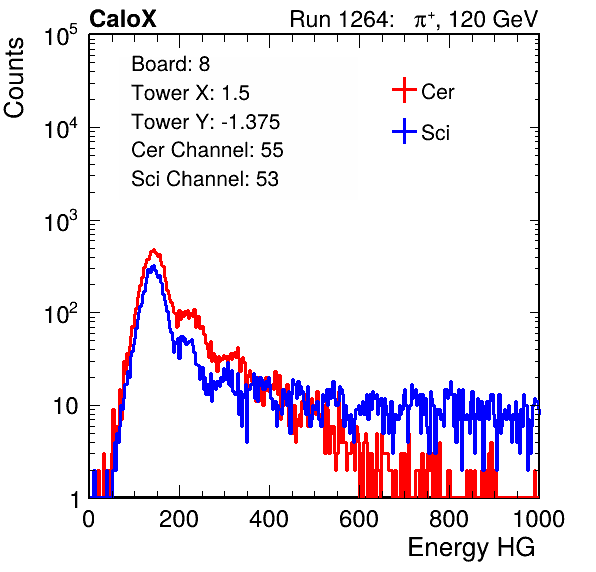 CaloX Run 1264: π⁺, 120 GeV
Counts
Board: 8
Tower X: 1.5
Tower Y: -1.375
Cer Channel: 55
Sci Channel: 53
Cer
Sci
10⁵
10⁴
10³
10²
10
1
0 200 400 600 800 1000
Energy HG